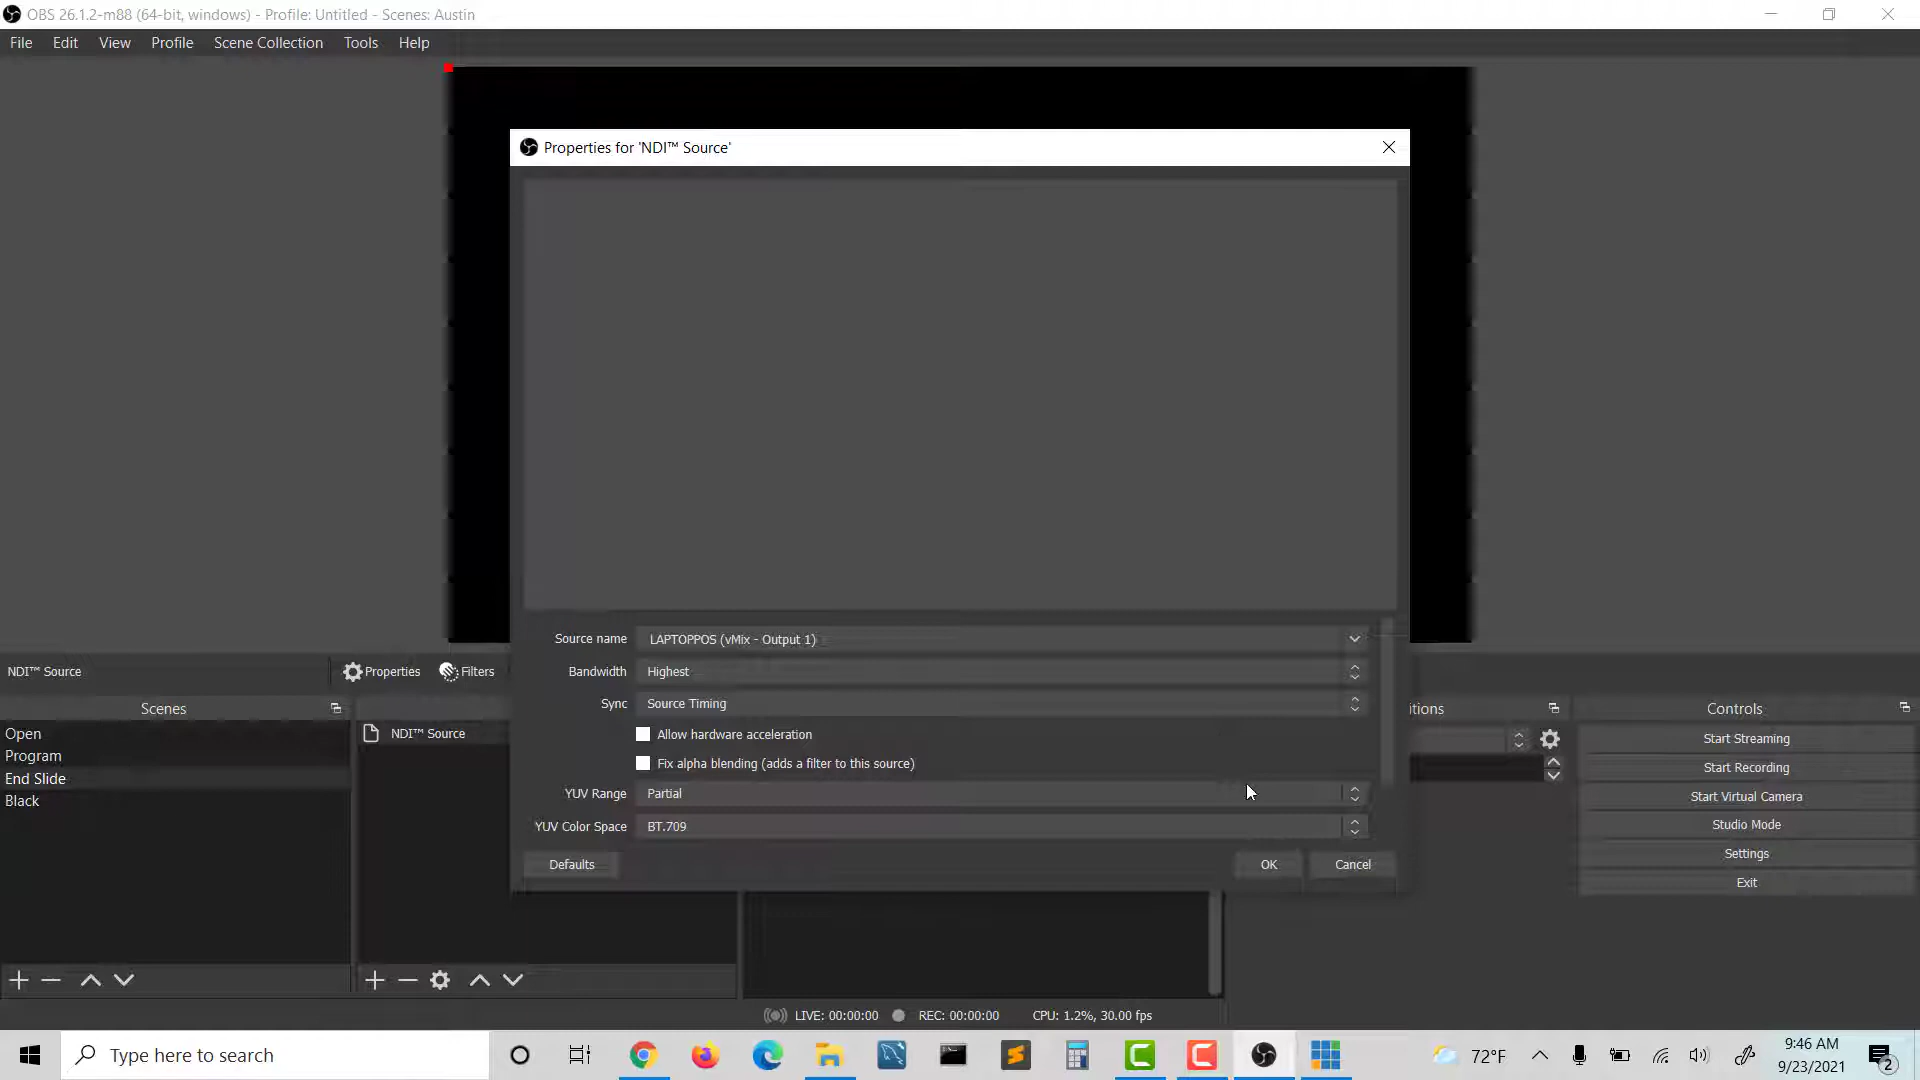 OBS 26.1.2-m88 (64-bit, windows) - Profile: Untitled - Scenes: Austin
File Edit View Profile Scene Collection Tools Help
Properties for 'NDI™ Source'
Source name LAPTOPPOS (vMix - Output 1)
Bandwidth Highest
Sync Source Timing
Allow hardware acceleration
Fix alpha blending (adds a filter to this source)
YUV Range Partial
YUV Color Space BT.709
Defaults OK Cancel
NDI™ Source Properties Filters
Scenes
Open
Program
End Slide
Black
NDI™ Source
itions
Controls
Start Streaming
Start Recording
Start Virtual Camera
Studio Mode
Settings
Exit
LIVE: 00:00:00 REC: 00:00:00 CPU: 1.2%, 30.00 fps
Type here to search
72°F
9:46 AM
9/23/2021
2